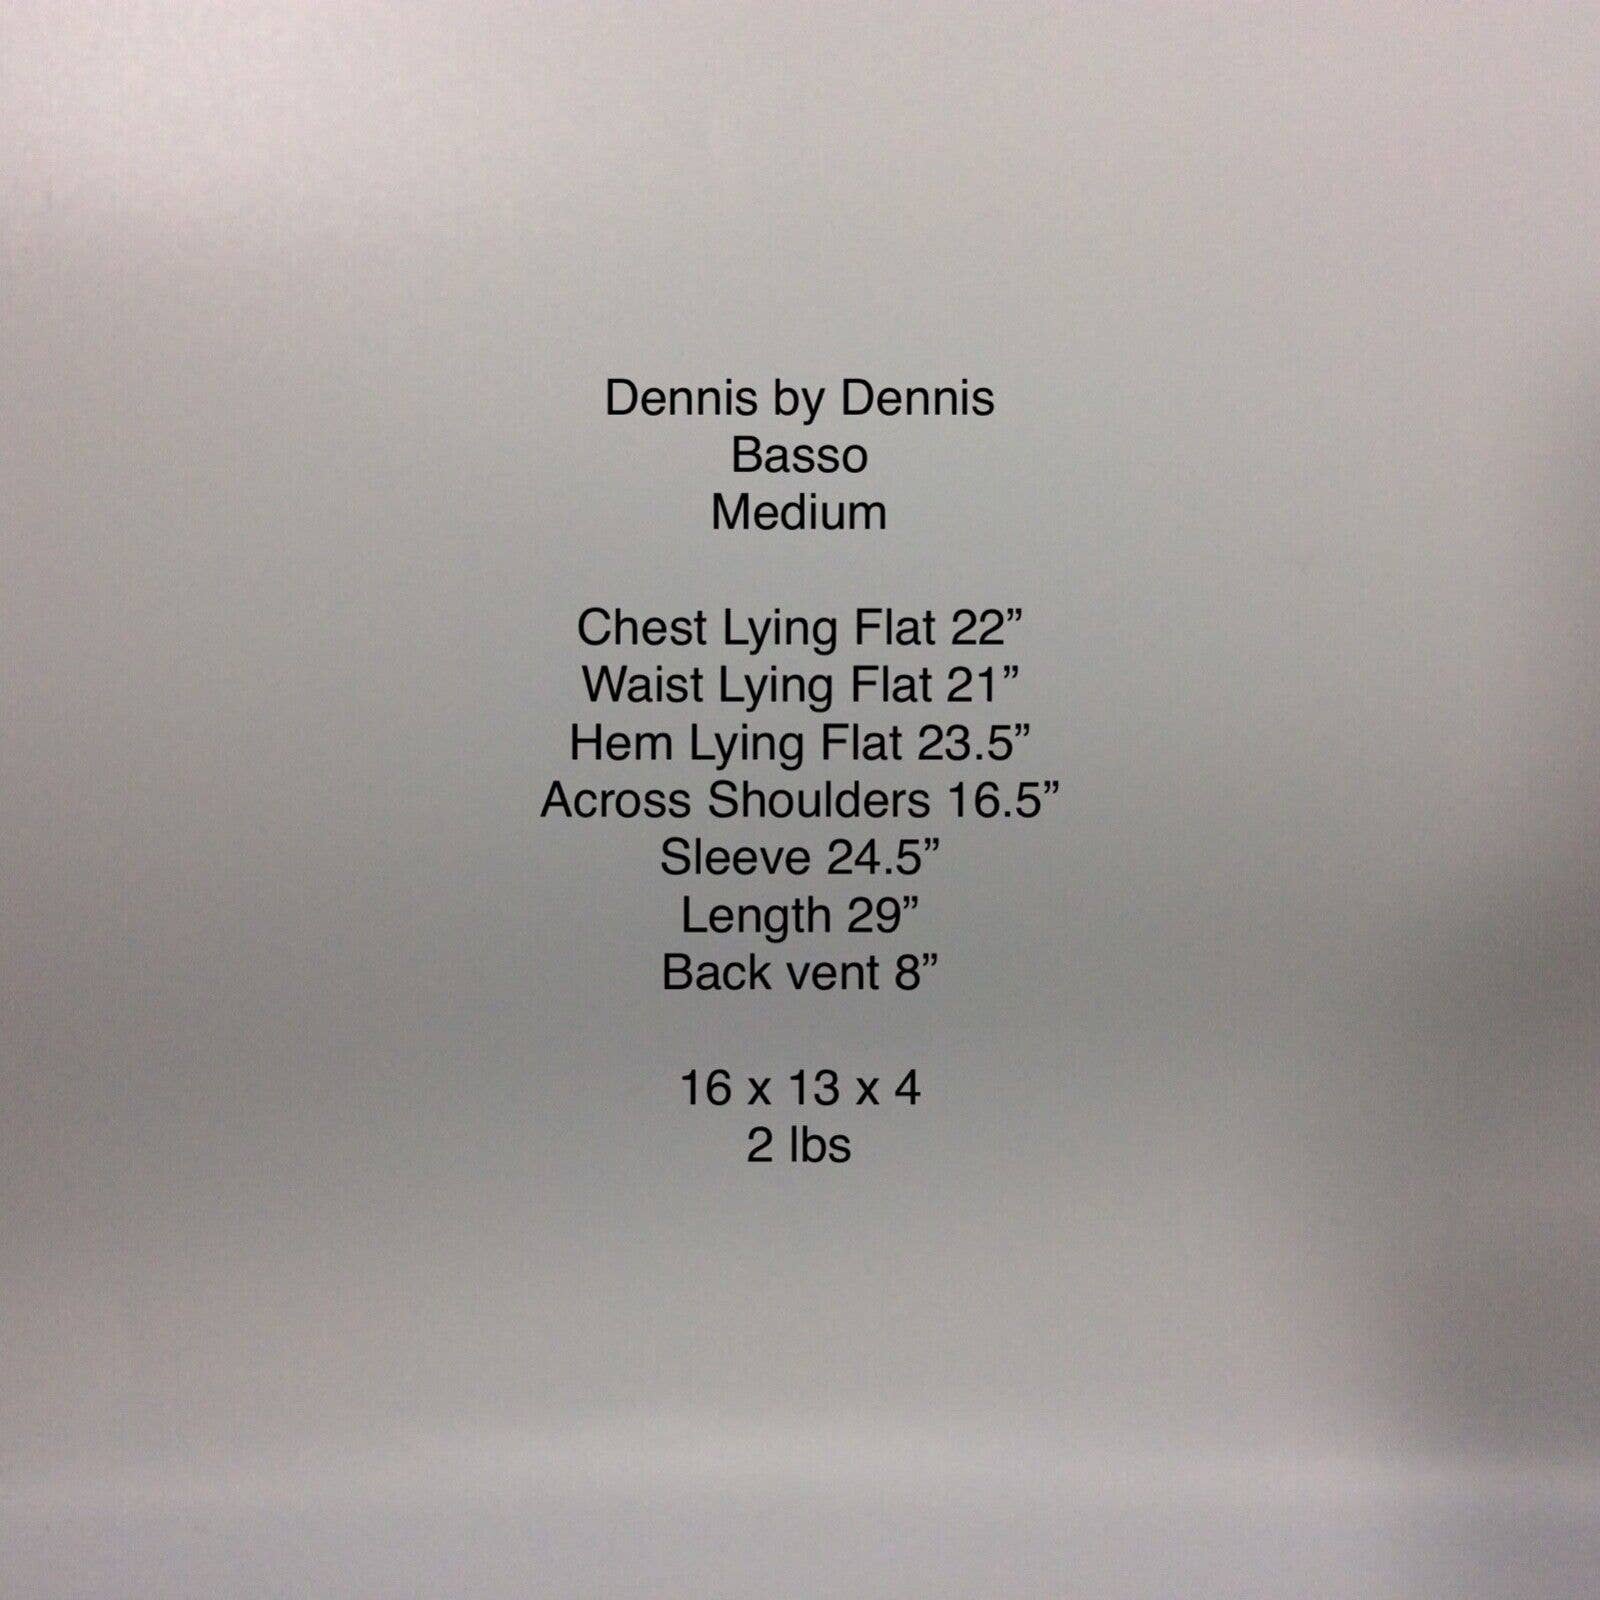 Dennis by Dennis
Basso
Medium
Chest Lying Flat 22”
Waist Lying Flat 21”
Hem Lying Flat 23.5”
Across Shoulders 16.5”
Sleeve 24.5”
Length 29”
Back vent 8”
16 x 13 x 4
2 lbs